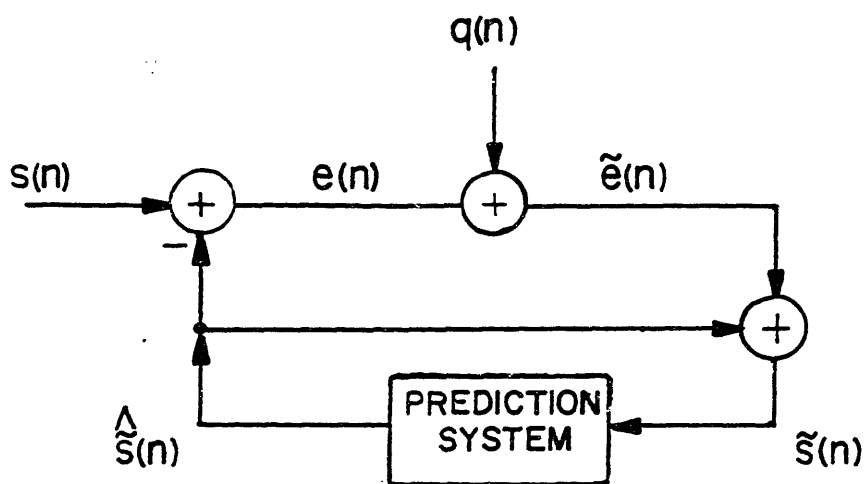 q(n)
s(n)
e(n)
ẽ(n)
+
+
−
+
PREDICTION
SYSTEM
s̃̂(n)
s̃(n)